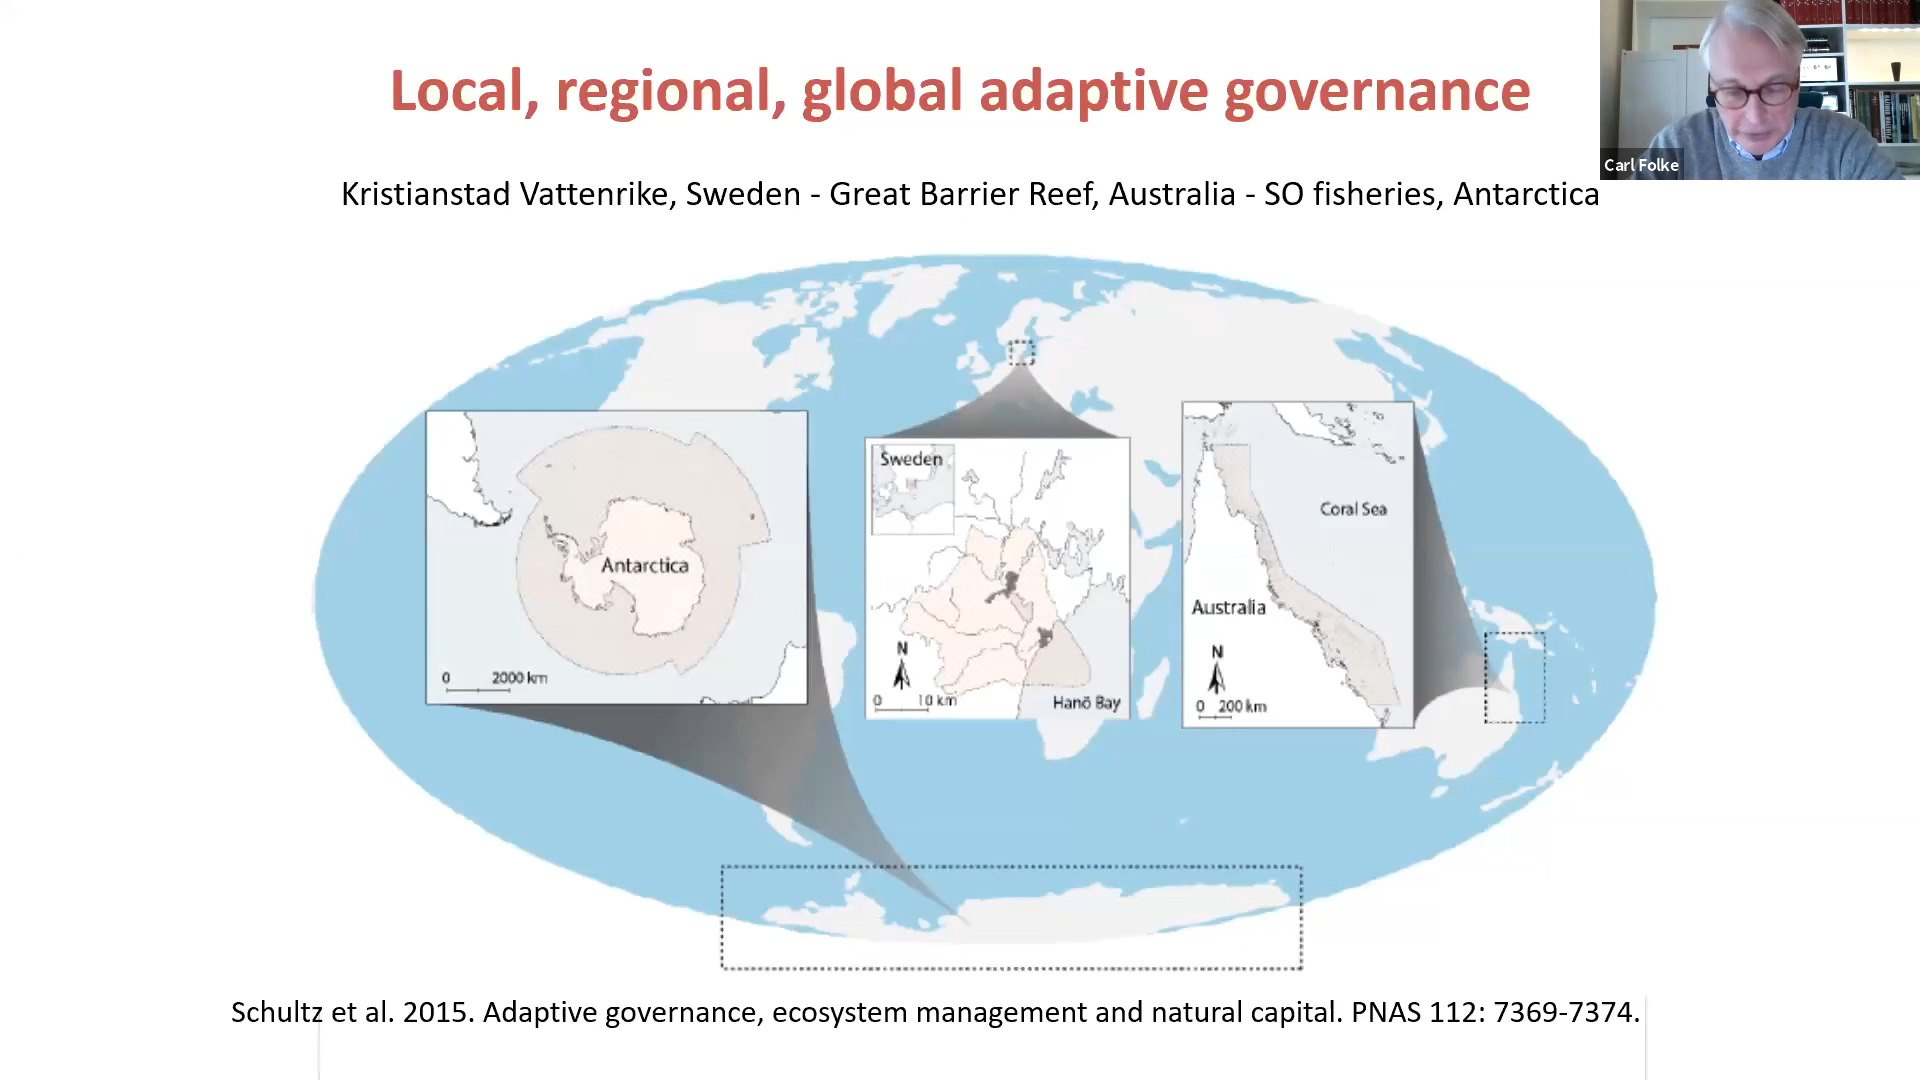 Local, regional, global adaptive governance
Carl Folke
Kristianstad Vattenrike, Sweden - Great Barrier Reef, Australia - SO fisheries, Antarctica
Antarctica
0 2000 km
Sweden
N
0 10 km
Hanö Bay
Coral Sea
Australia
N
0 200 km
Schultz et al. 2015. Adaptive governance, ecosystem management and natural capital. PNAS 112: 7369-7374.